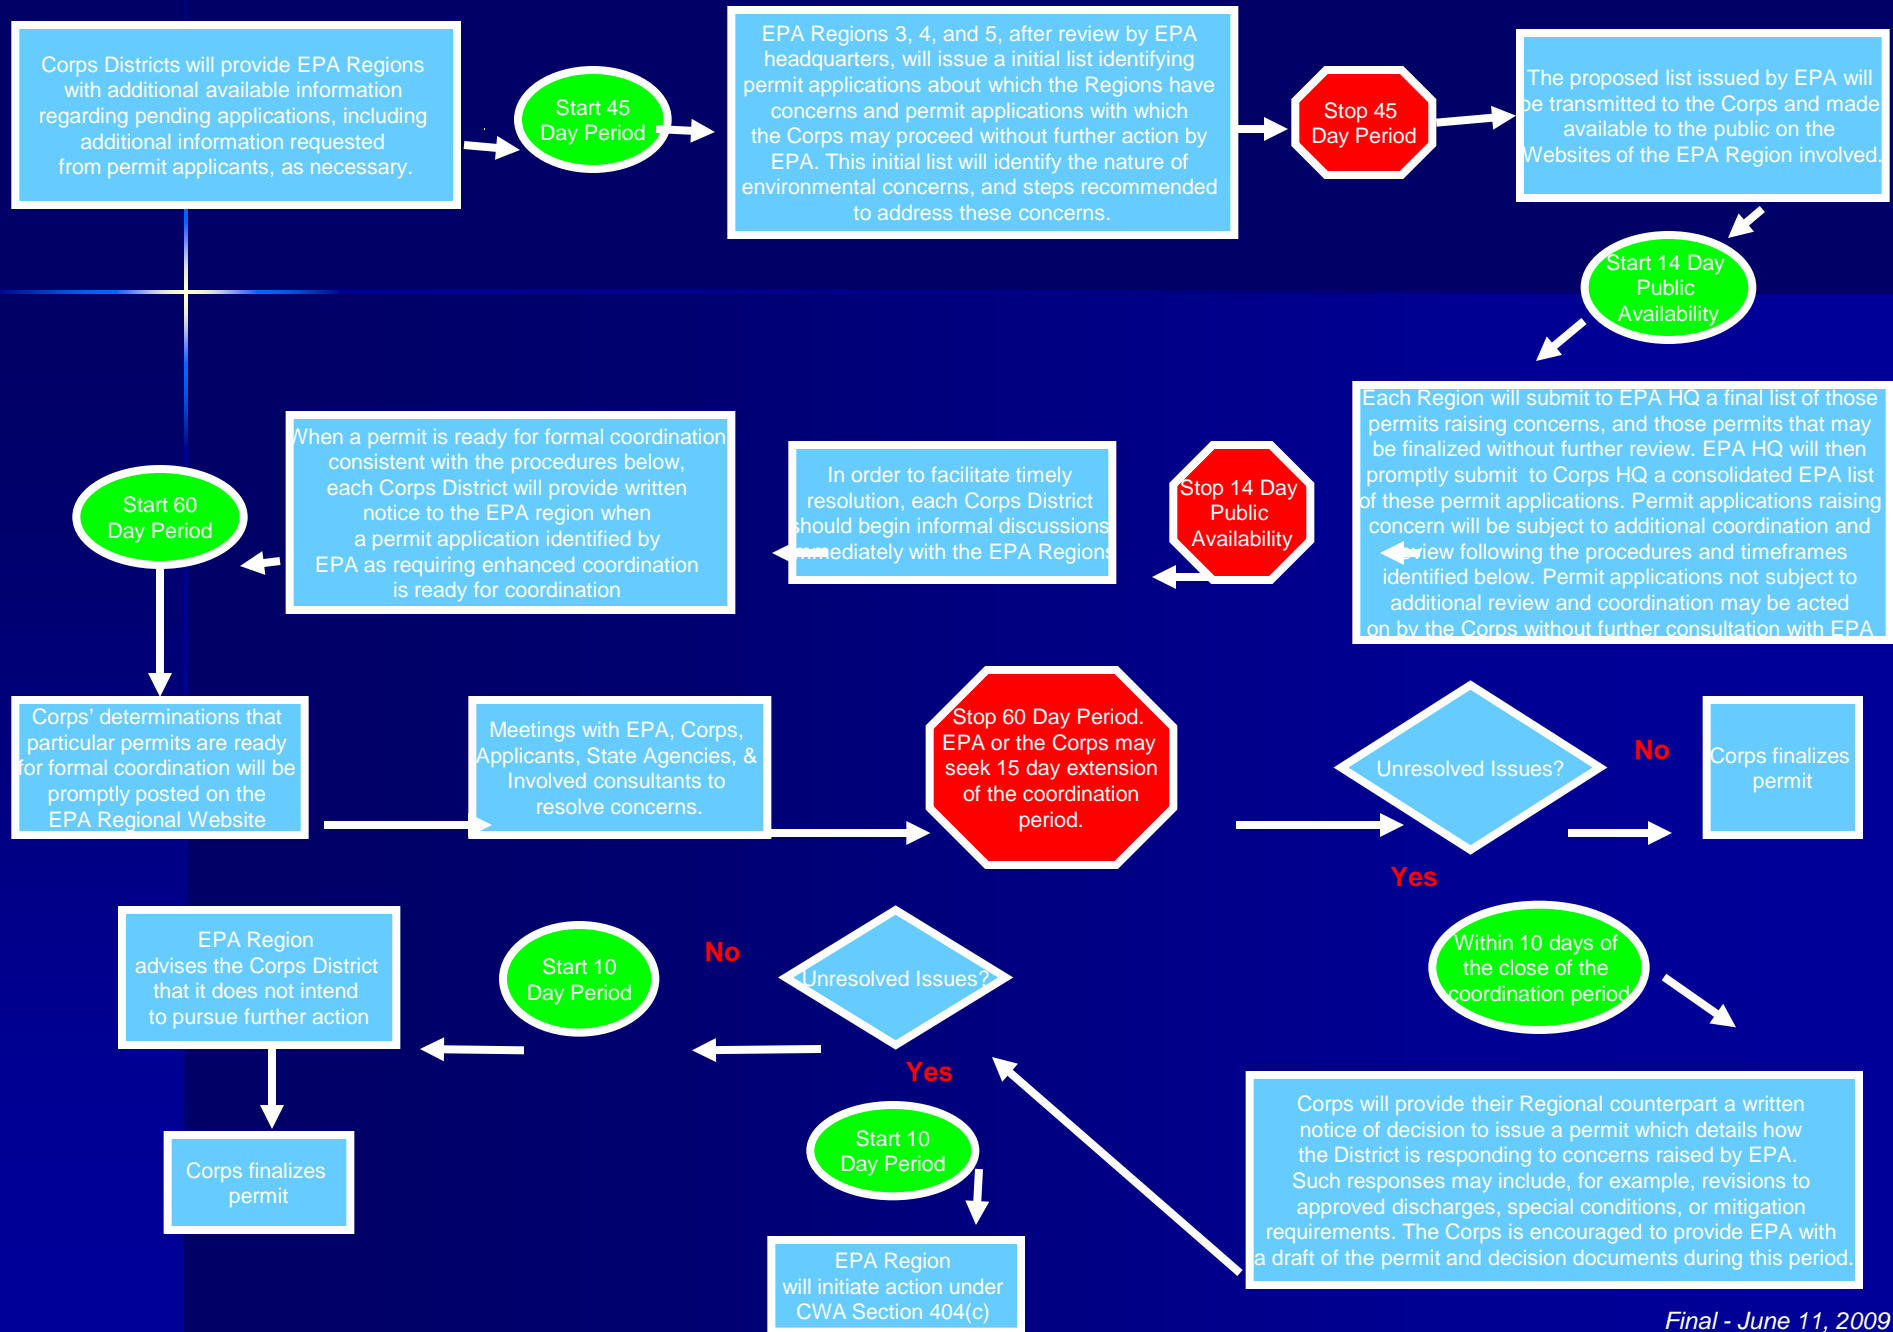 Corps Districts will provide EPA Regions
with additional available information
regarding pending applications, including
additional information requested
from permit applicants, as necessary.
Start 45
Day Period
EPA Regions 3, 4, and 5, after review by EPA
headquarters, will issue a initial list identifying
permit applications about which the Regions have
concerns and permit applications with which
the Corps may proceed without further action by
EPA. This initial list will identify the nature of
environmental concerns, and steps recommended
to address these concerns.
Stop 45
Day Period
The proposed list issued by EPA will
be transmitted to the Corps and made
available to the public on the
Websites of the EPA Region involved.
Start 14 Day
Public
Availability
Each Region will submit to EPA HQ a final list of those
permits raising concerns, and those permits that may
be finalized without further review. EPA HQ will then
promptly submit to Corps HQ a consolidated EPA list
of these permit applications. Permit applications raising
concern will be subject to additional coordination and
review following the procedures and timeframes
identified below. Permit applications not subject to
additional review and coordination may be acted
on by the Corps without further consultation with EPA
Stop 14 Day
Public
Availability
In order to facilitate timely
resolution, each Corps District
should begin informal discussions
immediately with the EPA Regions
When a permit is ready for formal coordination
consistent with the procedures below,
each Corps District will provide written
notice to the EPA region when
a permit application identified by
EPA as requiring enhanced coordination
is ready for coordination
Start 60
Day Period
Corps' determinations that
particular permits are ready
for formal coordination will be
promptly posted on the
EPA Regional Website
Meetings with EPA, Corps,
Applicants, State Agencies, &
Involved consultants to
resolve concerns.
Stop 60 Day Period.
EPA or the Corps may
seek 15 day extension
of the coordination
period.
Unresolved Issues?
No
Corps finalizes
permit
Yes
Within 10 days of
the close of the
coordination period
Corps will provide their Regional counterpart a written
notice of decision to issue a permit which details how
the District is responding to concerns raised by EPA.
Such responses may include, for example, revisions to
approved discharges, special conditions, or mitigation
requirements. The Corps is encouraged to provide EPA with
a draft of the permit and decision documents during this period.
Unresolved Issues?
No
Start 10
Day Period
EPA Region
advises the Corps District
that it does not intend
to pursue further action
Corps finalizes
permit
Yes
Start 10
Day Period
EPA Region
will initiate action under
CWA Section 404(c)
Final - June 11, 2009